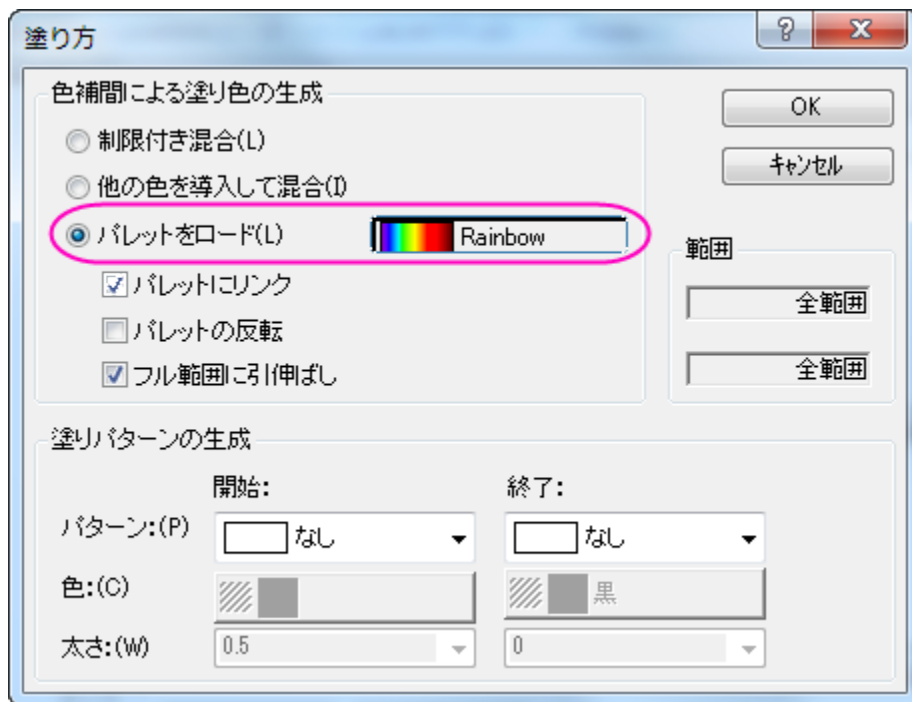 塗り方
色補間による塗り色の生成
制限付き混合(L)
他の色を導入して混合(I)
パレットをロード(L) Rainbow
パレットにリンク
パレットの反転
フル範囲に引伸ばし
OK
キャンセル
範囲
全範囲
全範囲
塗りパターンの生成
開始: 終了:
パターン:(P) なし なし
色:(C) 黒
太さ:(W) 0.5 0